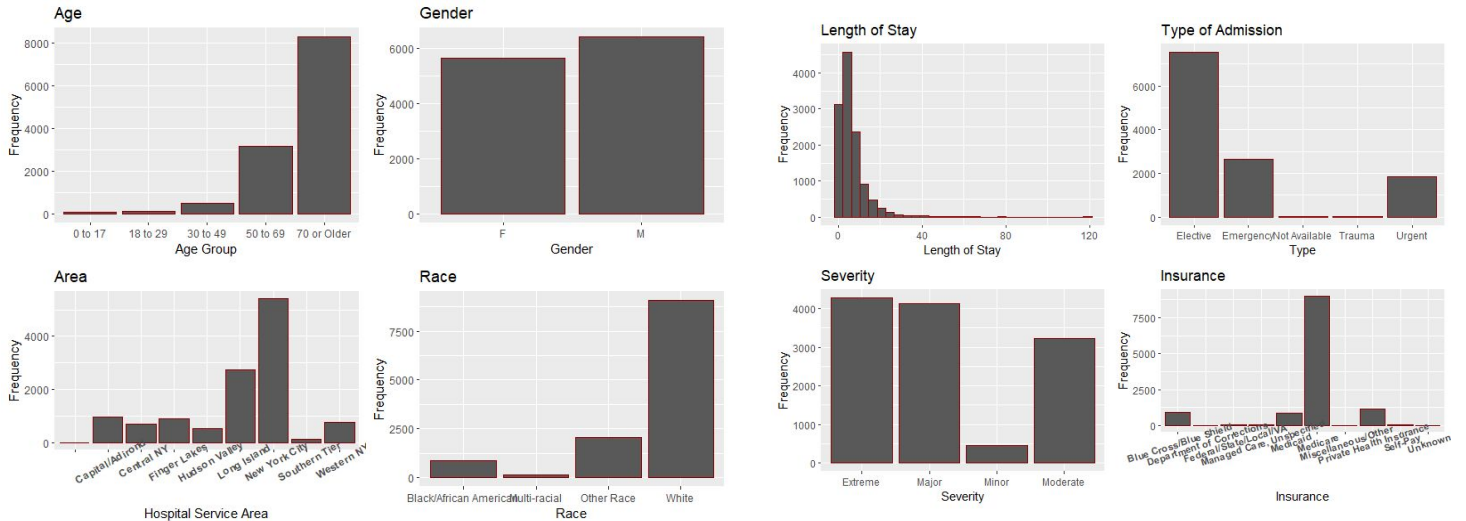 Age
Frequency
8000
6000
4000
2000
0
0 to 17 18 to 29 30 to 49 50 to 69 70 or Older
Age Group
Gender
Frequency
6000
4000
2000
0
F M
Gender
Length of Stay
Frequency
4000
3000
2000
1000
0
0 40 80 120
Length of Stay
Type of Admission
Frequency
6000
4000
2000
0
Elective Emergency Not Available Trauma Urgent
Type
Area
Frequency
4000
2000
0
Capital/Adirond
Central NY
Finger Lakes
Hudson Valley
Long Island
New York City
Southern Tier
Western NY
Hospital Service Area
Race
Frequency
7500
5000
2500
0
Black/African American Multi-racial Other Race White
Race
Severity
Frequency
4000
3000
2000
1000
0
Extreme Major Minor Moderate
Severity
Insurance
Frequency
7500
5000
2500
0
Blue Cross/Blue Shield
Department of Corrections
Federal/State/Local/VA
Managed Care, Unspecified
Medicaid
Medicare
Miscellaneous/Other
Private Health Insurance
Self-Pay
Unknown
Insurance